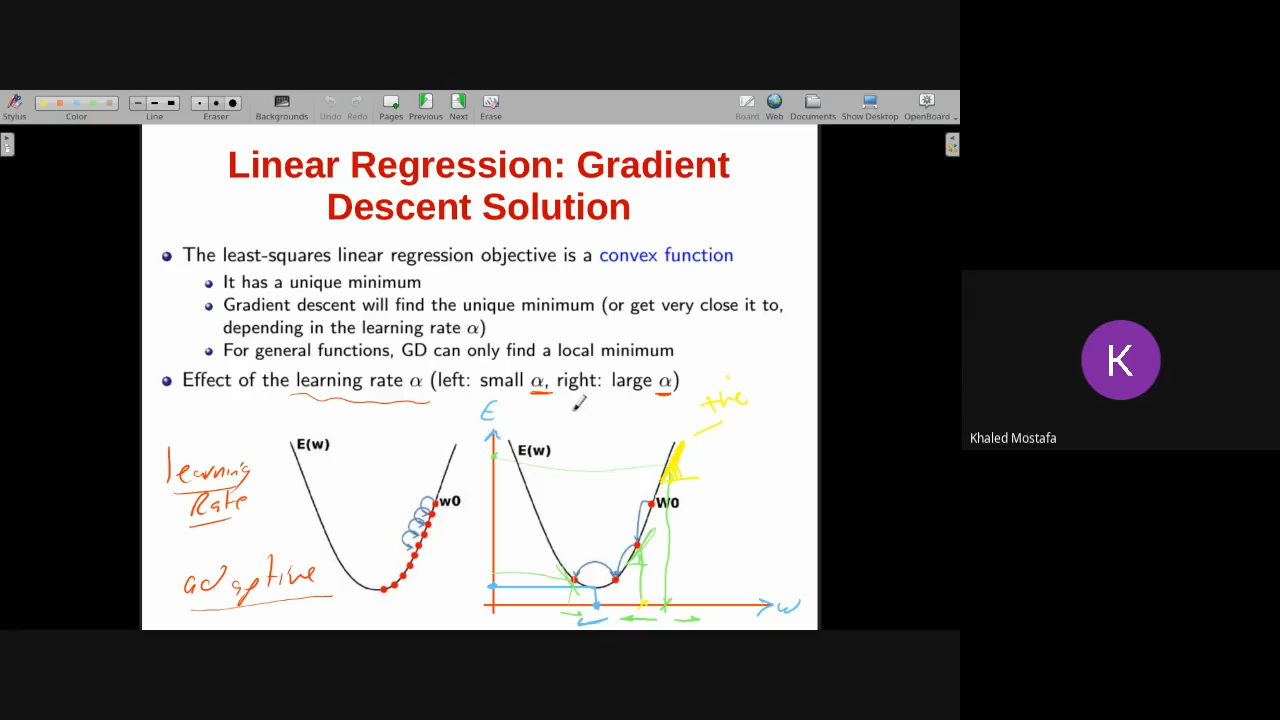 Stylus
Color
Line
Eraser
Backgrounds
Undo
Redo
Pages
Previous
Next
Erase
Board
Web
Documents
Show Desktop
OpenBoard
Linear Regression: Gradient
Descent Solution
The least-squares linear regression objective is a convex function
It has a unique minimum
Gradient descent will find the unique minimum (or get very close it to,
depending in the learning rate α)
For general functions, GD can only find a local minimum
Effect of the learning rate α (left: small α, right: large α)
E
E(w)
w0
E(w)
W0
w
learning
Rate
adaptive
K
Khaled Mostafa